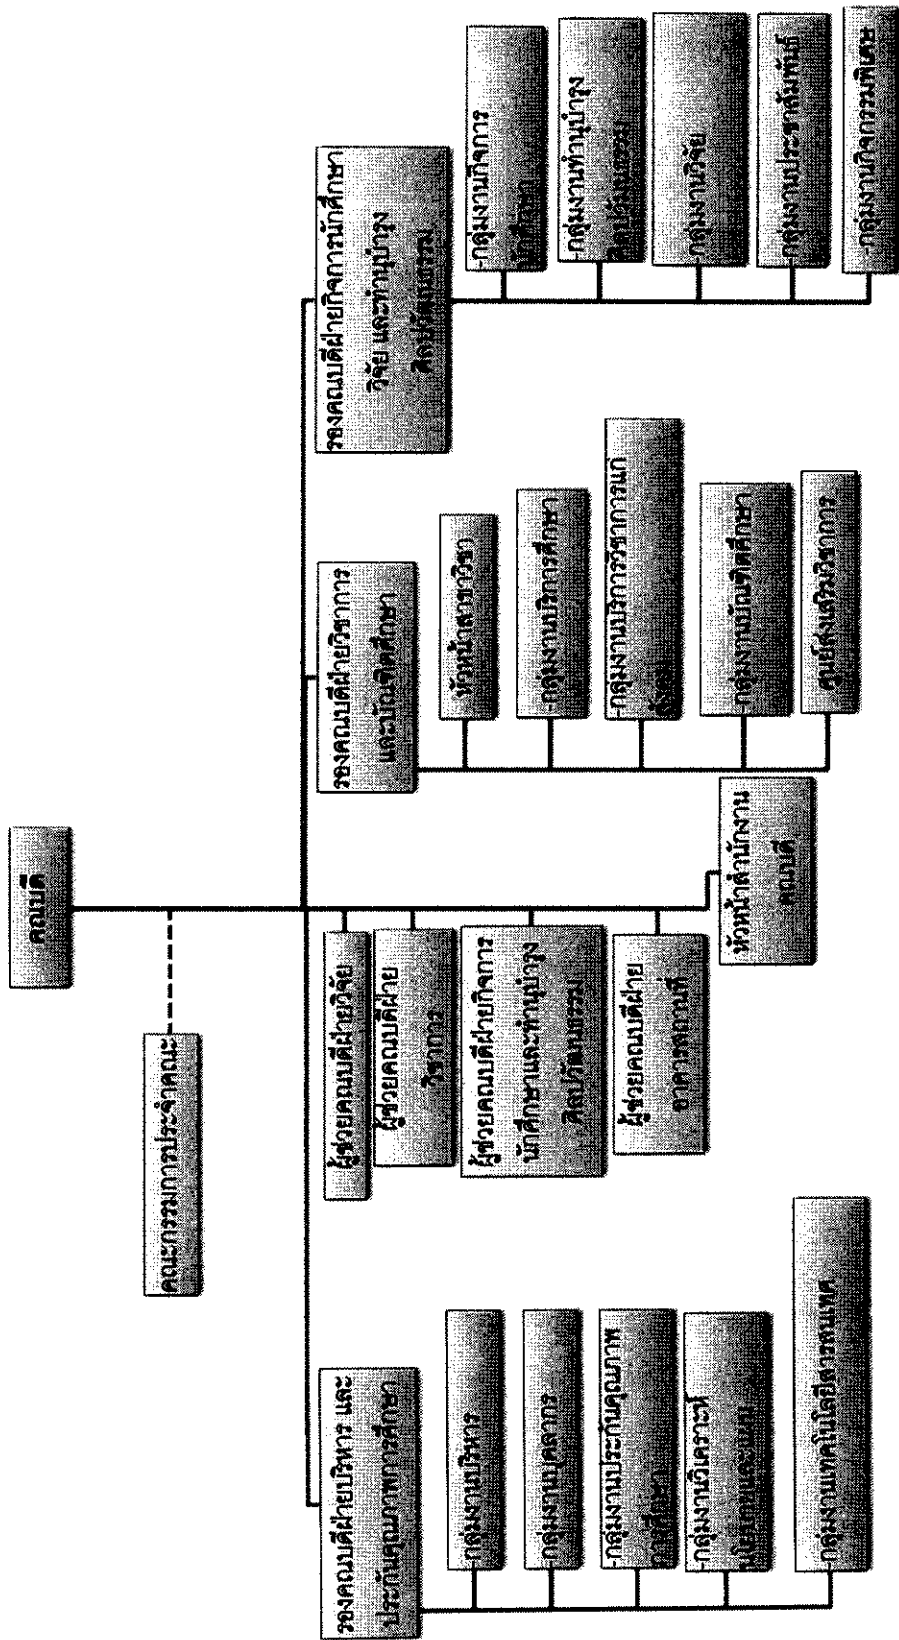 คณบดี
คณะกรรมการประจำคณะ
รองคณบดีฝ่ายบริหาร และ
ประกันคุณภาพการศึกษา
-กลุ่มงานบริหาร
-กลุ่มงานบุคลากร
-กลุ่มงานประกันคุณภาพ
การศึกษา
-กลุ่มงานวิเคราะห์
นโยบายและแผน
-กลุ่มงานเทคโนโลยีสารสนเทศ
ผู้ช่วยคณบดีฝ่ายวิจัย
ผู้ช่วยคณบดีฝ่าย
วิชาการ
ผู้ช่วยคณบดีฝ่ายกิจการ
นักศึกษาและทำนุบำรุง
ศิลปวัฒนธรรม
ผู้ช่วยคณบดีฝ่าย
อาคารสถานที่
หัวหน้าสำนักงาน
คณบดี
รองคณบดีฝ่ายวิชาการ
และบัณฑิตศึกษา
หัวหน้าสาขาวิชา
-กลุ่มงานบริการศึกษา
-กลุ่มงานบริการวิชาการแก่
สังคม
-กลุ่มงานบัณฑิตศึกษา
ศูนย์ส่งเสริมวิชาการ
รองคณบดีฝ่ายกิจการนักศึกษา
วิจัย และทำนุบำรุง
ศิลปวัฒนธรรม
-กลุ่มงานกิจการ
นักศึกษา
-กลุ่มงานทำนุบำรุง
ศิลปวัฒนธรรม
-กลุ่มงานวิจัย
-กลุ่มงานประชาสัมพันธ์
-กลุ่มงานกิจกรรมพิเศษ